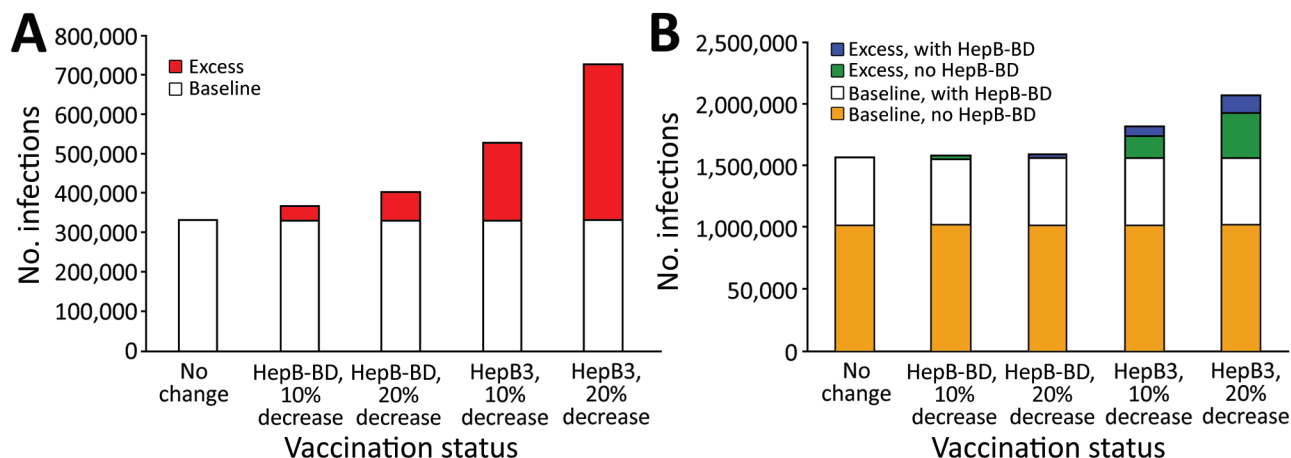 A
800,000
700,000
600,000
500,000
400,000
300,000
200,000
100,000
0
No. infections
Excess
Baseline
No
change
HepB-BD,
10%
decrease
HepB-BD,
20%
decrease
HepB3,
10%
decrease
HepB3,
20%
decrease
Vaccination status
B
2,500,000
2,000,000
1,500,000
1,000,000
50,000
0
No. infections
Excess, with HepB-BD
Excess, no HepB-BD
Baseline, with HepB-BD
Baseline, no HepB-BD
No
change
HepB-BD,
10%
decrease
HepB-BD,
20%
decrease
HepB3,
10%
decrease
HepB3,
20%
decrease
Vaccination status